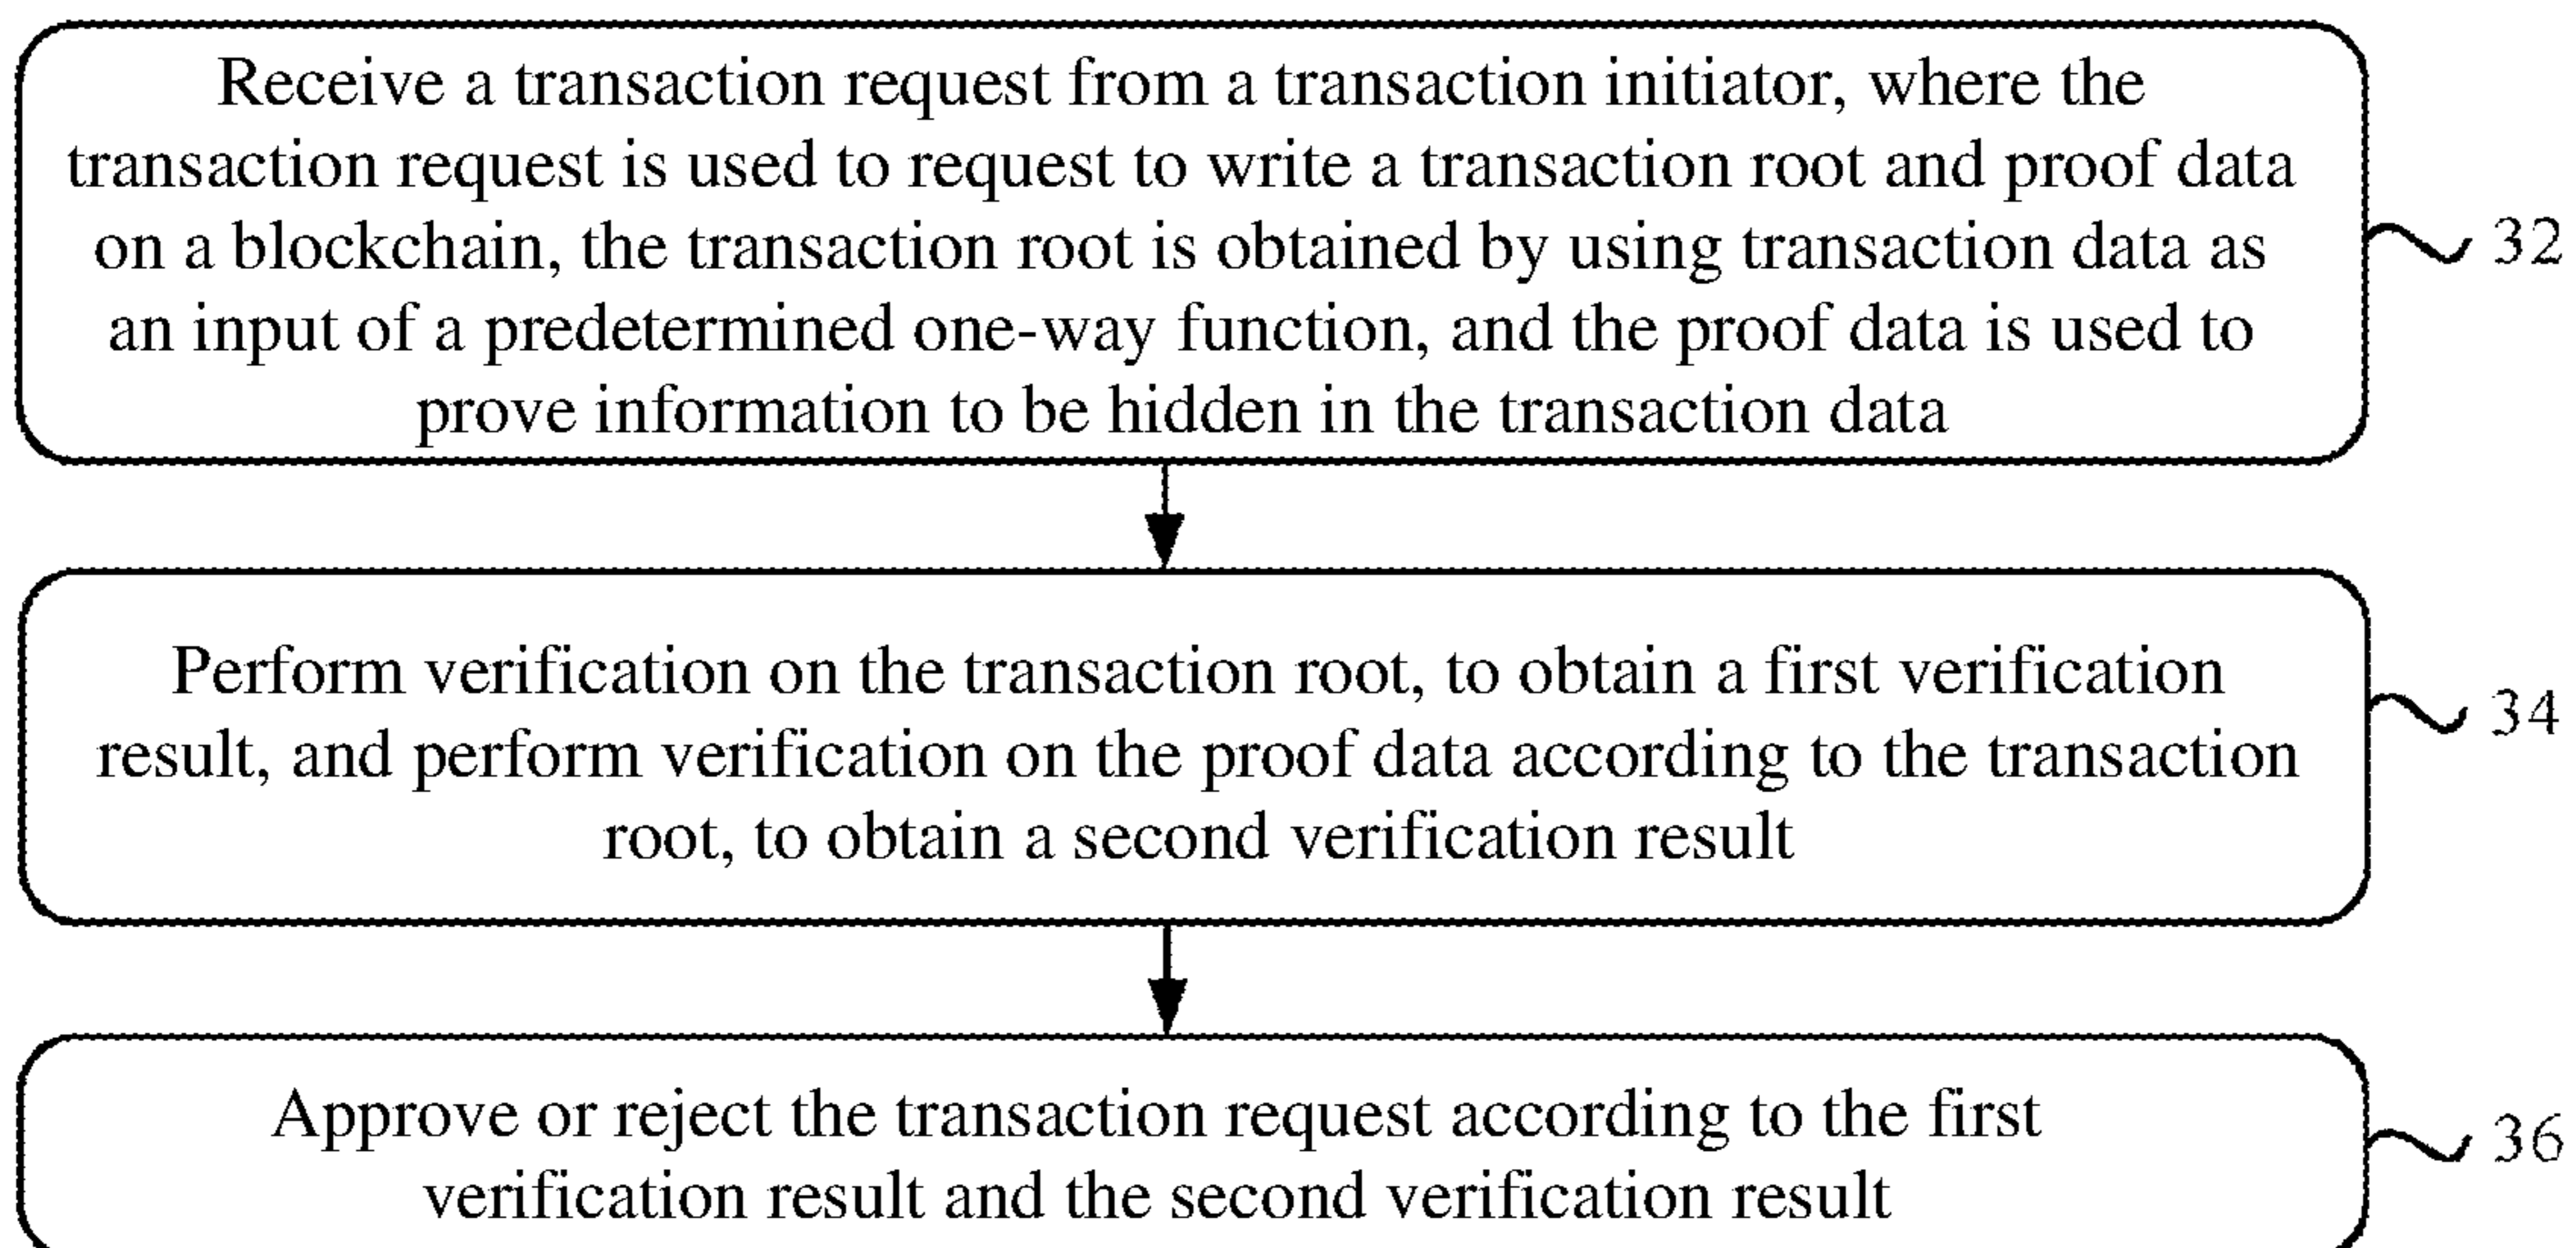 Receive a transaction request from a transaction initiator, where the
transaction request is used to request to write a transaction root and proof data
on a blockchain, the transaction root is obtained by using transaction data as
an input of a predetermined one-way function, and the proof data is used to
prove information to be hidden in the transaction data
32
Perform verification on the transaction root, to obtain a first verification
result, and perform verification on the proof data according to the transaction
root, to obtain a second verification result
34
Approve or reject the transaction request according to the first
verification result and the second verification result
36